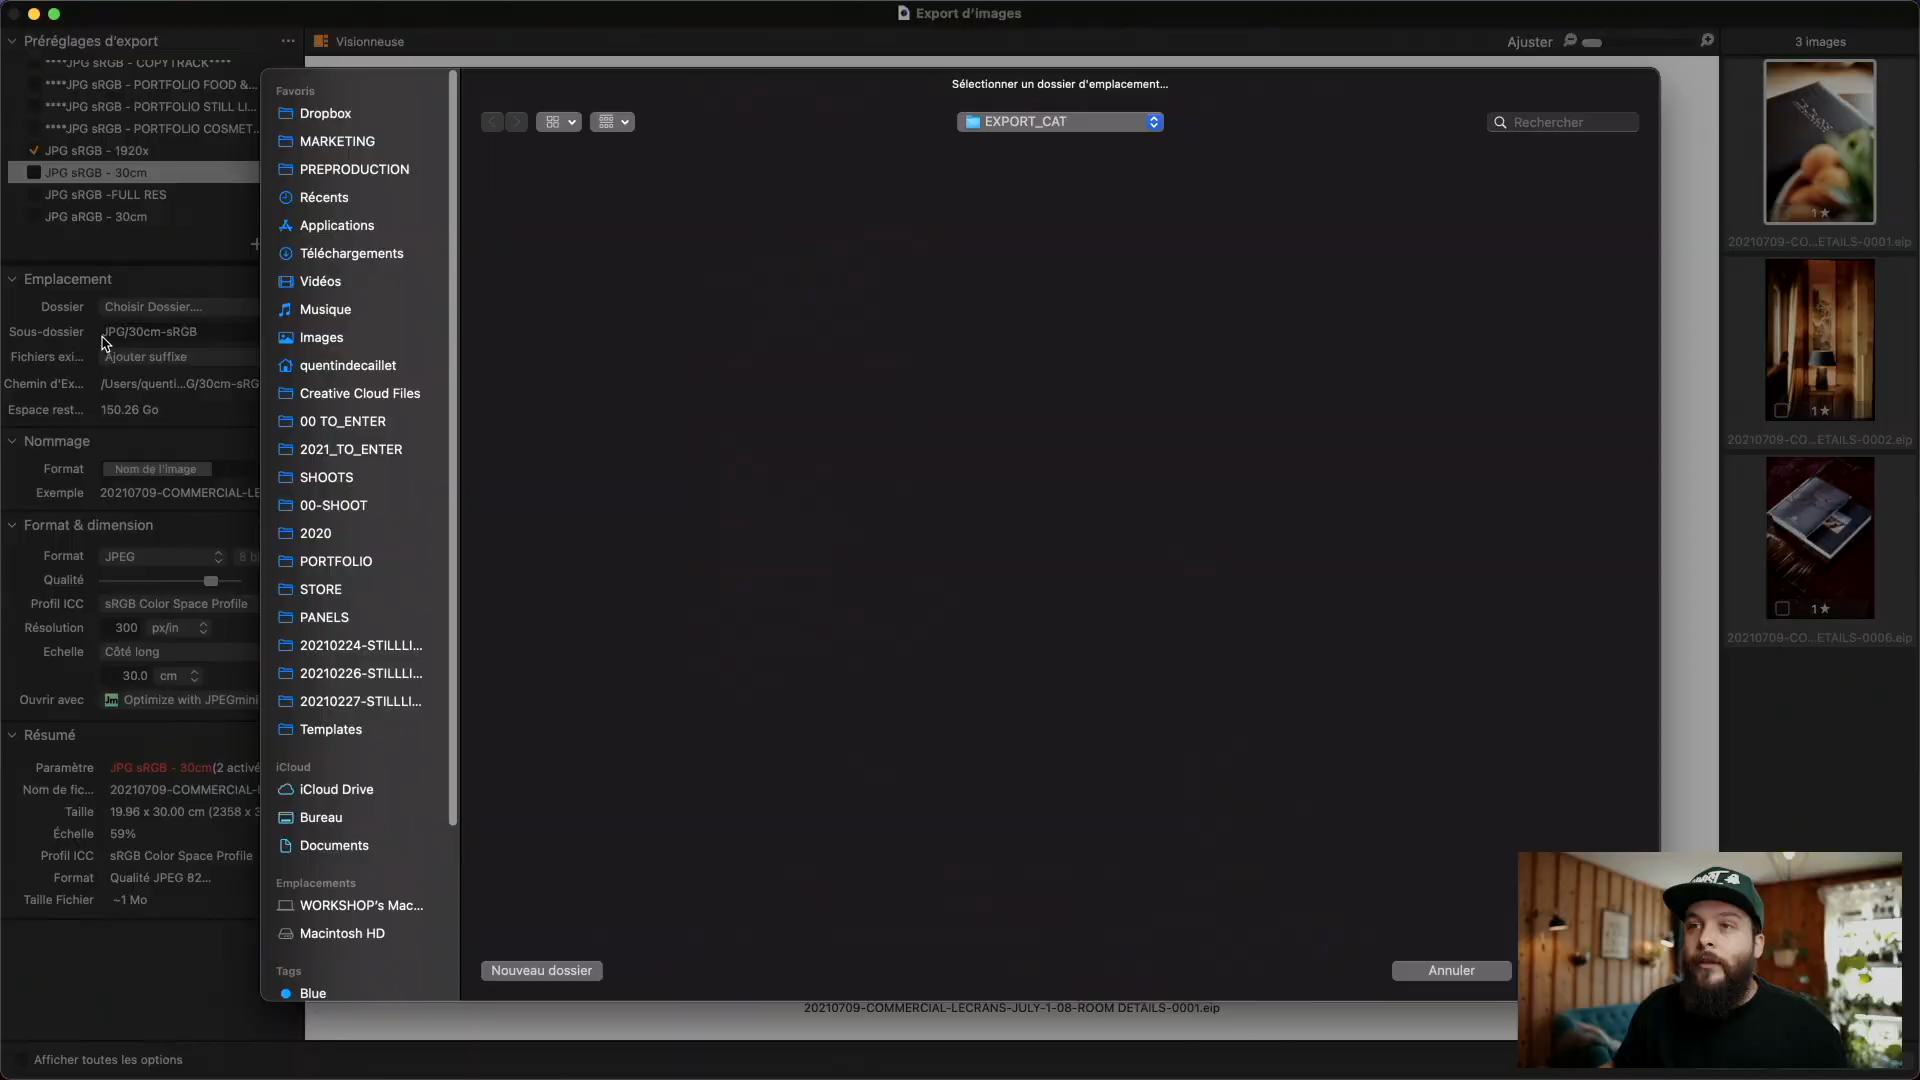 Export d'images
Préréglages d'export
Visionneuse
Ajuster
3 images
****JPG sRGB - COPYTRACK****
****JPG sRGB - PORTFOLIO FOOD &...
****JPG sRGB - PORTFOLIO STILL LI...
****JPG sRGB - PORTFOLIO COSMET...
JPG sRGB - 1920x
JPG sRGB - 30cm
JPG sRGB -FULL RES
JPG aRGB - 30cm
Emplacement
Dossier Choisir Dossier....
Sous-dossier JPG/30cm-sRGB
Fichiers exi... Ajouter suffixe
Chemin d'Ex... /Users/quenti...G/30cm-sRG
Espace rest... 150.26 Go
Nommage
Format Nom de l'image
Exemple 20210709-COMMERCIAL-LE
Format & dimension
Format JPEG 8 bi
Qualité
Profil ICC sRGB Color Space Profile
Résolution 300 px/in
Echelle Côté long
30.0 cm
Ouvrir avec Optimize with JPEGmini
Résumé
Paramètre JPG sRGB - 30cm(2 activé
Nom de fic... 20210709-COMMERCIAL-
Taille 19.96 x 30.00 cm (2358 x 3
Échelle 59%
Profil ICC sRGB Color Space Profile
Format Qualité JPEG 82...
Taille Fichier ~1 Mo
Afficher toutes les options
Favoris
Dropbox
MARKETING
PREPRODUCTION
Récents
Applications
Téléchargements
Vidéos
Musique
Images
quentindecaillet
Creative Cloud Files
00 TO_ENTER
2021_TO_ENTER
SHOOTS
00-SHOOT
2020
PORTFOLIO
STORE
PANELS
20210224-STILLLI...
20210226-STILLLI...
20210227-STILLLI...
Templates
iCloud
iCloud Drive
Bureau
Documents
Emplacements
WORKSHOP's Mac...
Macintosh HD
Tags
Blue
Sélectionner un dossier d'emplacement...
EXPORT_CAT
Rechercher
Nouveau dossier
Annuler
20210709-COMMERCIAL-LECRANS-JULY-1-08-ROOM DETAILS-0001.eip
1★
20210709-CO...ETAILS-0001.eip
1★
20210709-CO...ETAILS-0002.eip
1★
20210709-CO...ETAILS-0006.eip